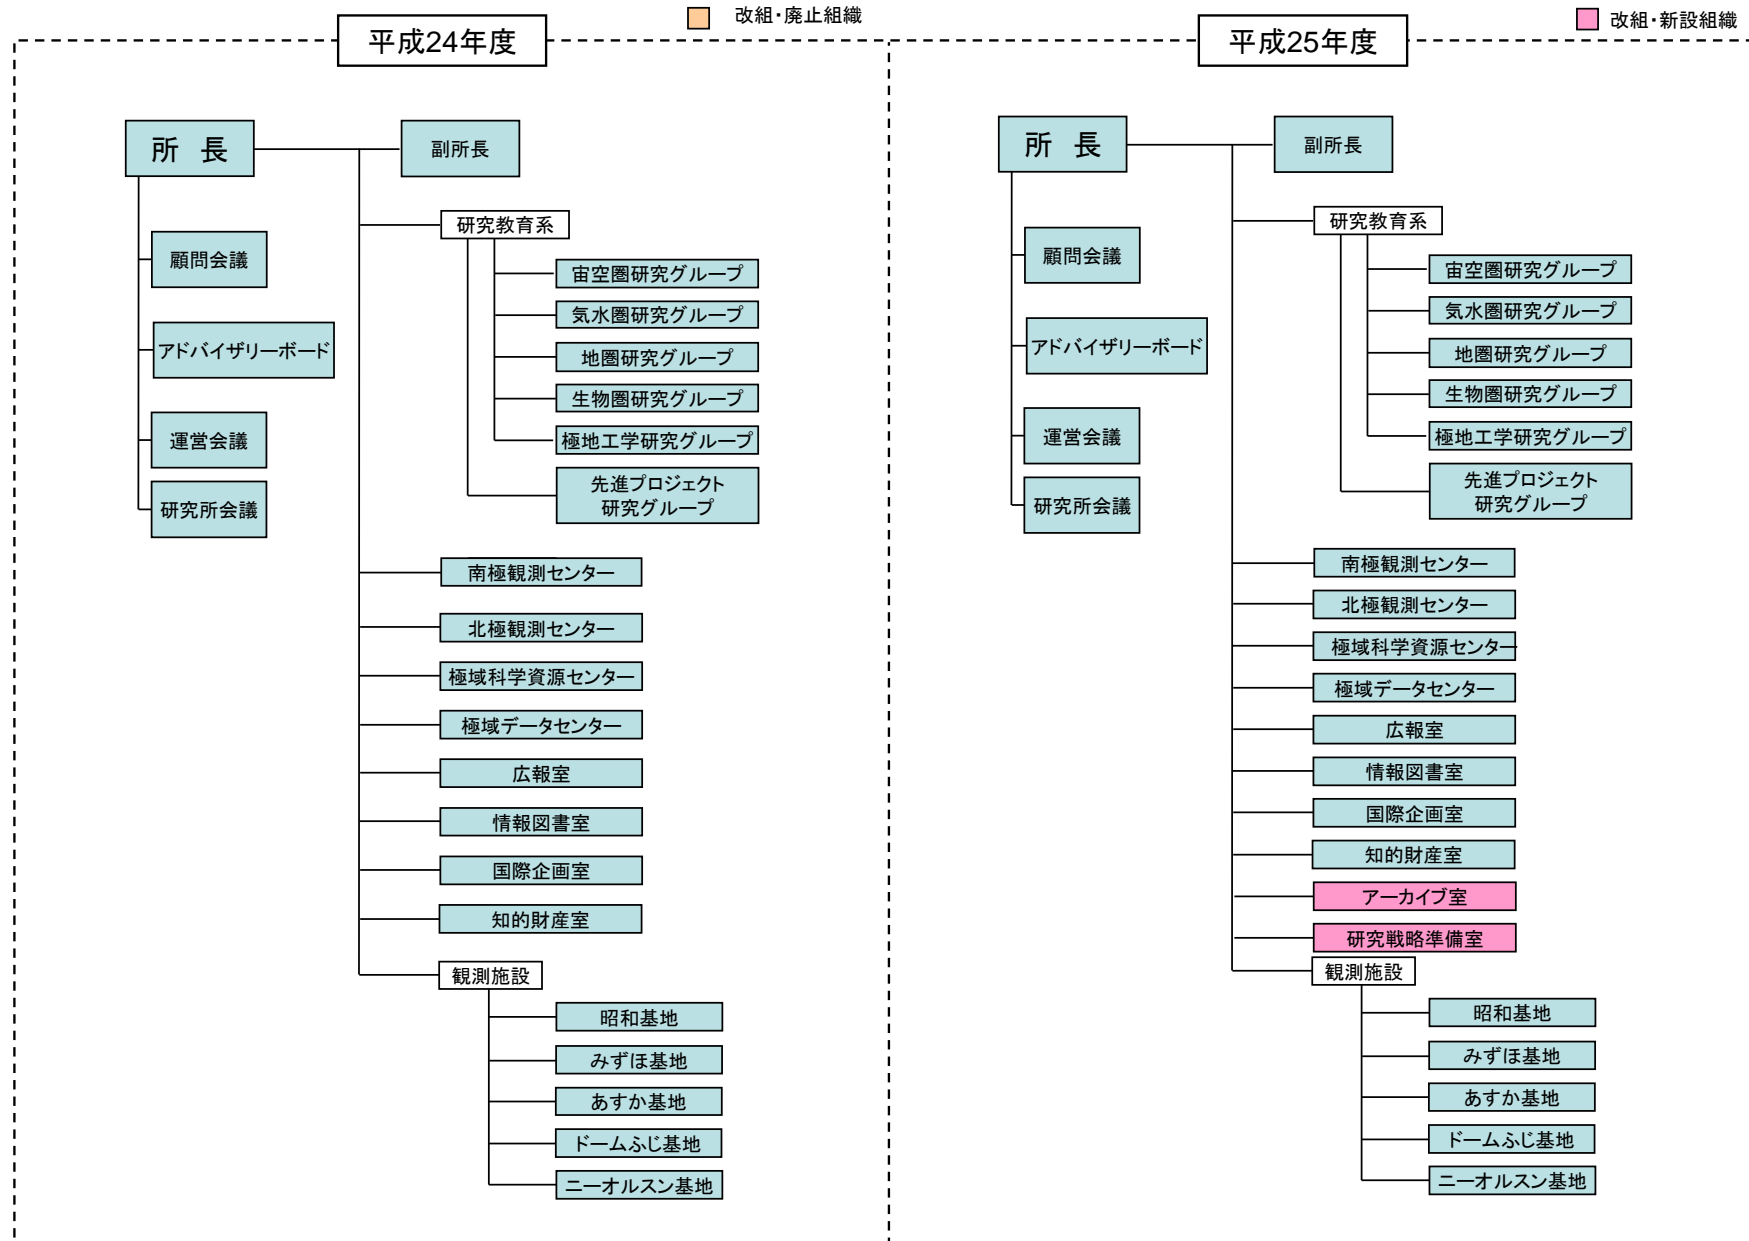 改組・廃止組織
平成24年度
所 長
副所長
顧問会議
アドバイザリーボード
運営会議
研究所会議
研究教育系
宙空圏研究グループ
気水圏研究グループ
地圏研究グループ
生物圏研究グループ
極地工学研究グループ
先進プロジェクト
研究グループ
南極観測センター
北極観測センター
極域科学資源センター
極域データセンター
広報室
情報図書室
国際企画室
知的財産室
観測施設
昭和基地
みずほ基地
あすか基地
ドームふじ基地
ニーオルスン基地
改組・新設組織
平成25年度
所 長
副所長
顧問会議
アドバイザリーボード
運営会議
研究所会議
研究教育系
宙空圏研究グループ
気水圏研究グループ
地圏研究グループ
生物圏研究グループ
極地工学研究グループ
先進プロジェクト
研究グループ
南極観測センター
北極観測センター
極域科学資源センター
極域データセンター
広報室
情報図書室
国際企画室
知的財産室
アーカイブ室
研究戦略準備室
観測施設
昭和基地
みずほ基地
あすか基地
ドームふじ基地
ニーオルスン基地